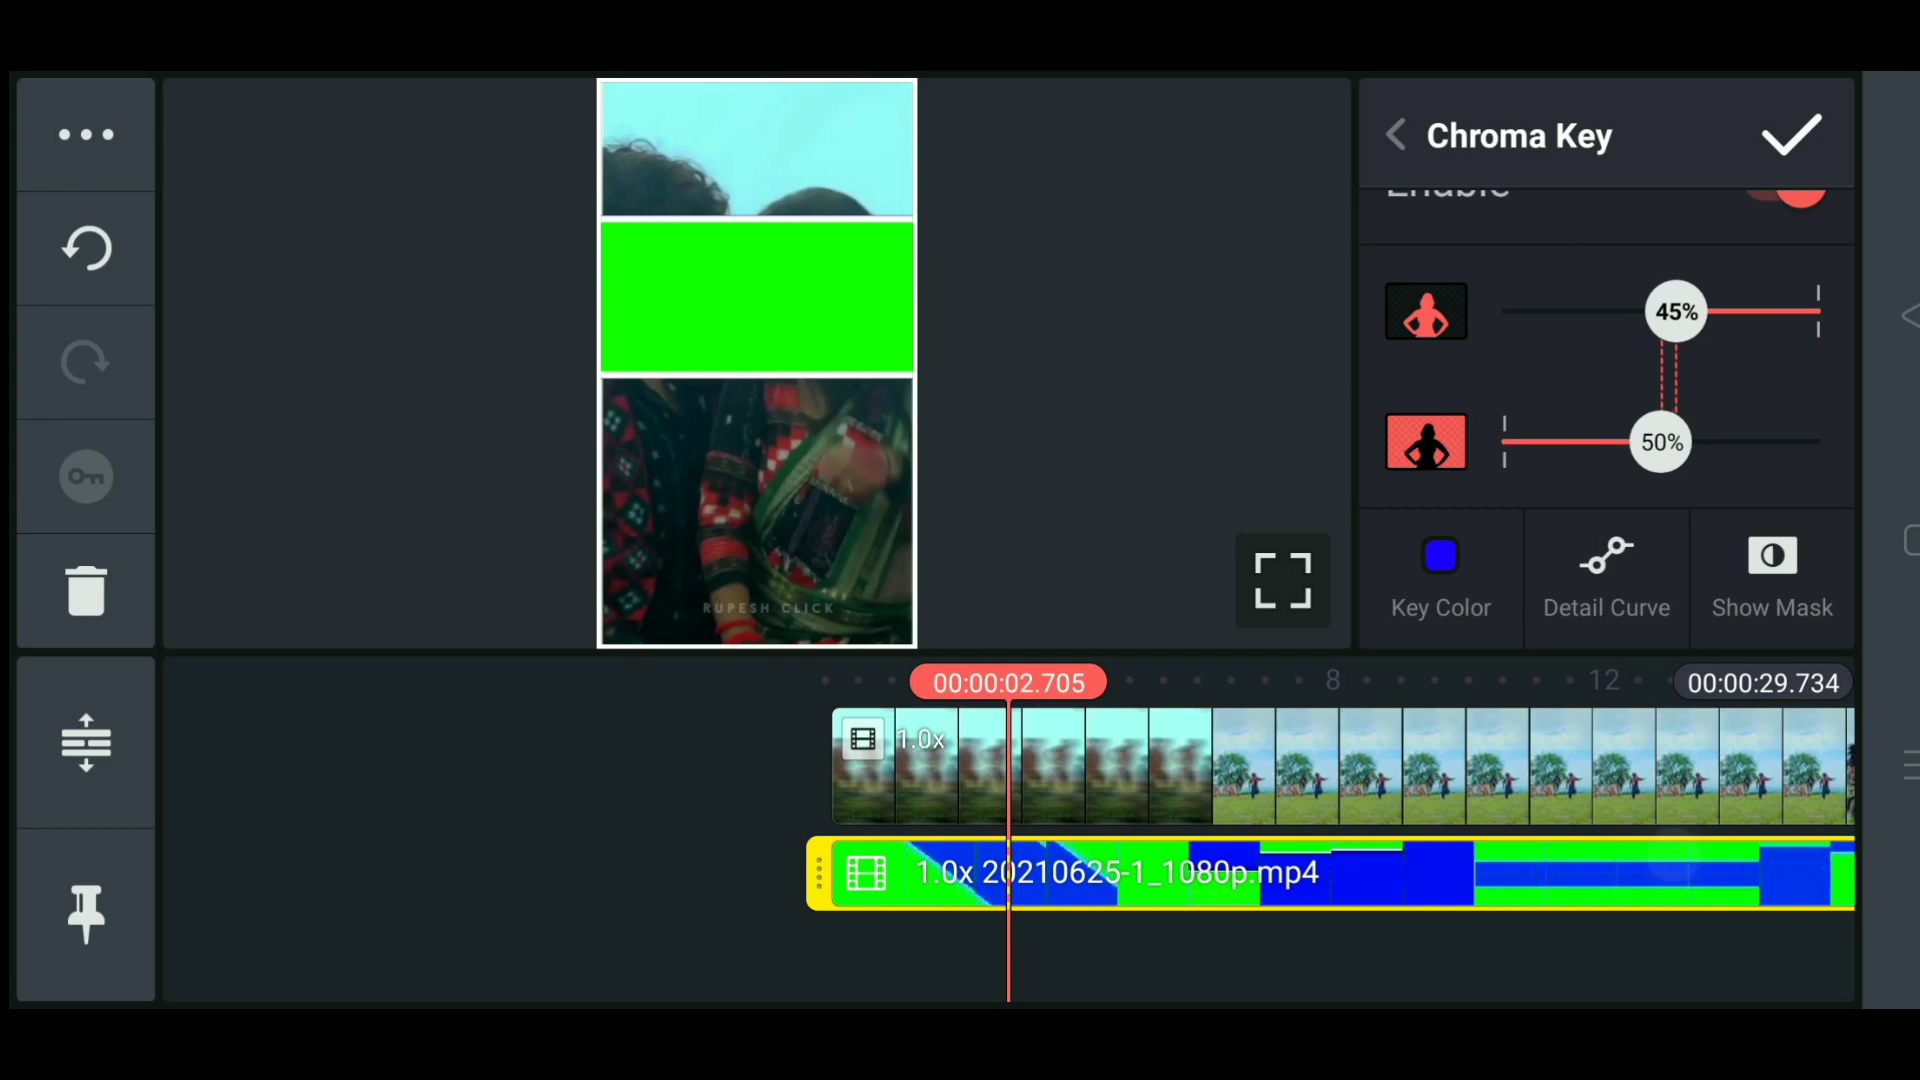 Chroma Key
Enable
45%
50%
Key Color
Detail Curve
Show Mask
RUPESH CLICK
00:00:02.705
8
12
00:00:29.734
1.0x
1.0x 20210625-1_1080p.mp4